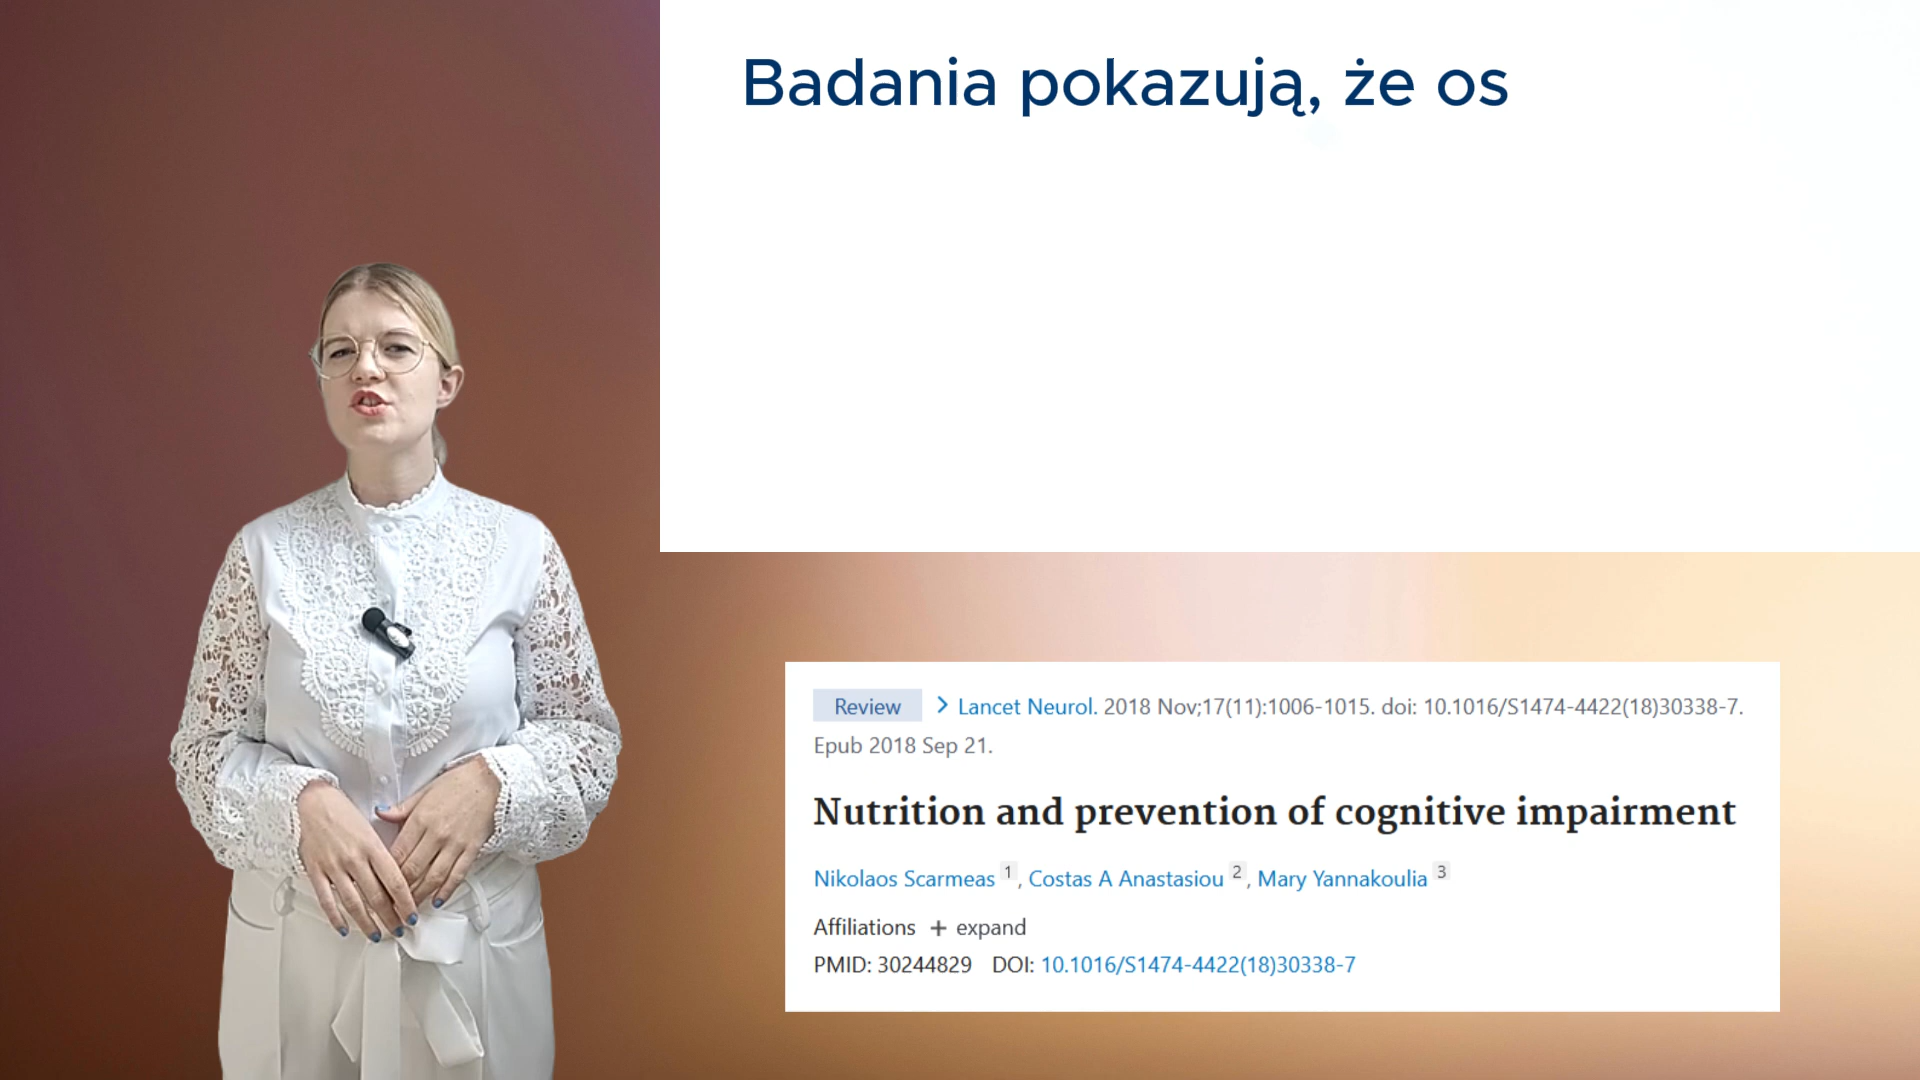 Badania pokazują, że os
Review > Lancet Neurol. 2018 Nov;17(11):1006-1015. doi: 10.1016/S1474-4422(18)30338-7.
Epub 2018 Sep 21.
Nutrition and prevention of cognitive impairment
Nikolaos Scarmeas 1, Costas A Anastasiou 2, Mary Yannakoulia 3
Affiliations + expand
PMID: 30244829 DOI: 10.1016/S1474-4422(18)30338-7